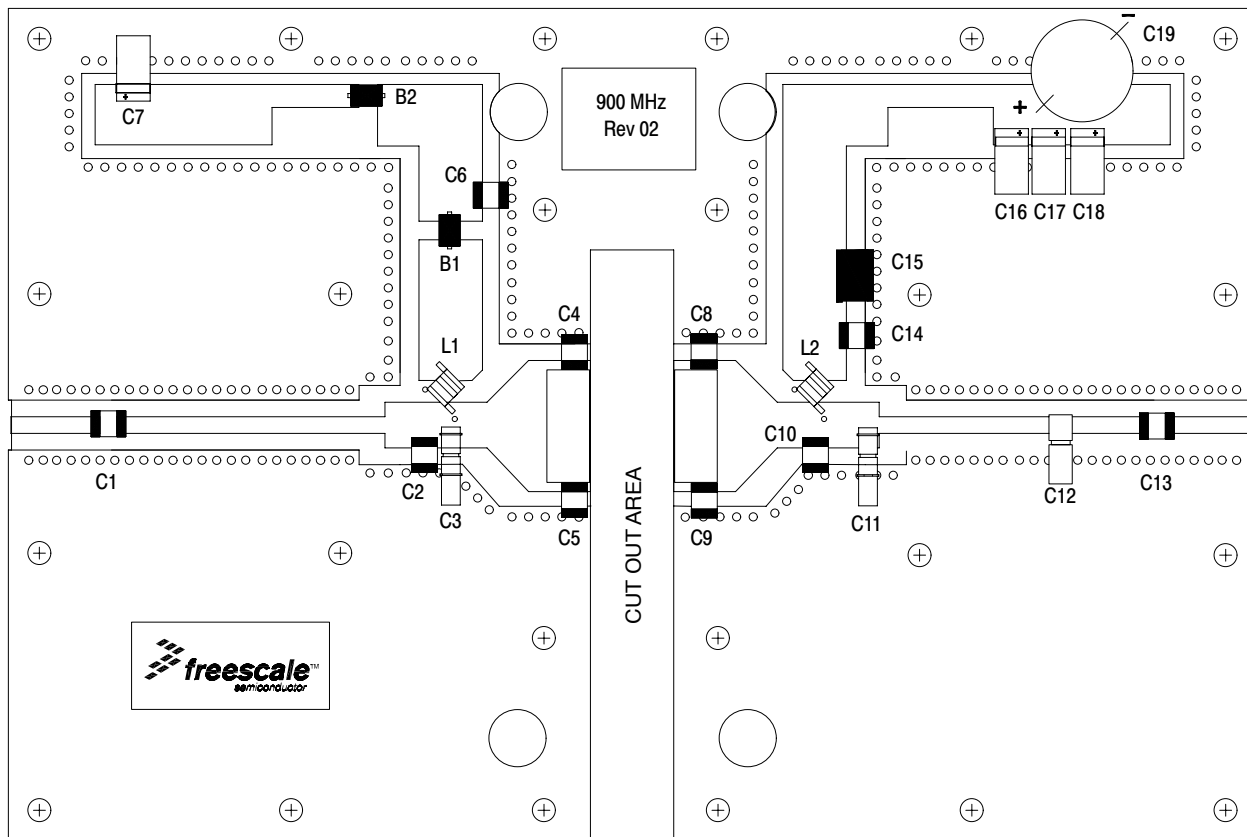 C19
C7
B2
900 MHz
Rev 02
C6
C16
C17
C18
B1
C15
C4
C8
C14
L1
L2
C1
C2
C3
C5
C10
C9
C11
C12
C13
CUT OUT AREA
freescale™
semiconductor